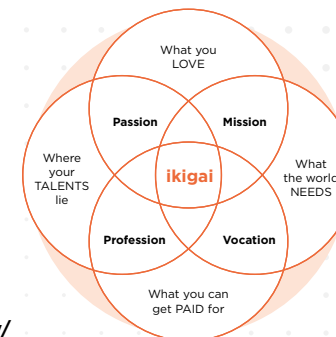 What you
LOVE
Passion
Mission
Where
your
TALENTS
lie
ikigai
What
the world
NEEDS
Profession
Vocation
What you can
get PAID for